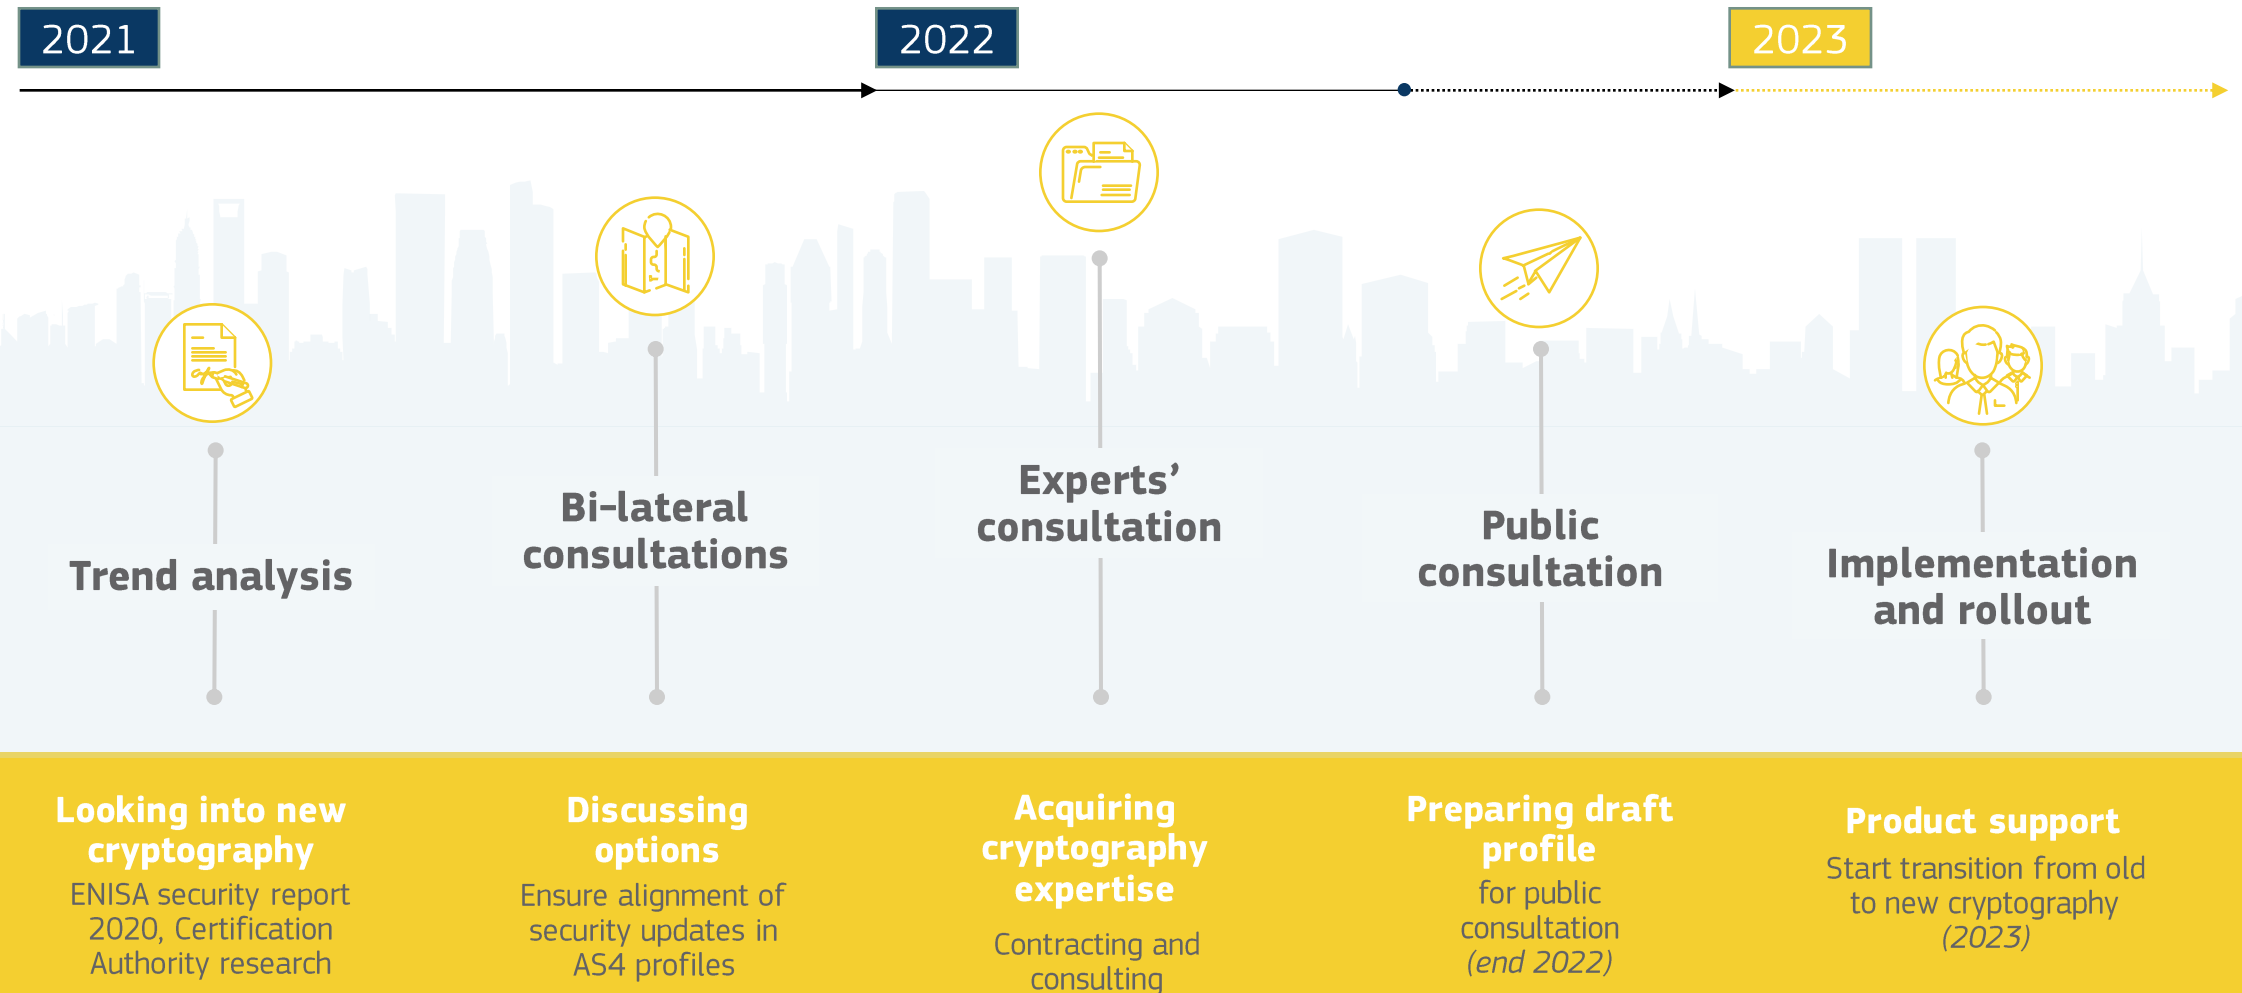 2021
2022
2023
Trend analysis
Bi-lateral
consultations
Experts’
consultation
Public
consultation
Implementation
and rollout
Looking into new
cryptography
ENISA security report
2020, Certification
Authority research
Discussing
options
Ensure alignment of
security updates in
AS4 profiles
Acquiring
cryptography
expertise
Contracting and
consulting
Preparing draft
profile
for public
consultation
(end 2022)
Product support
Start transition from old
to new cryptography
(2023)